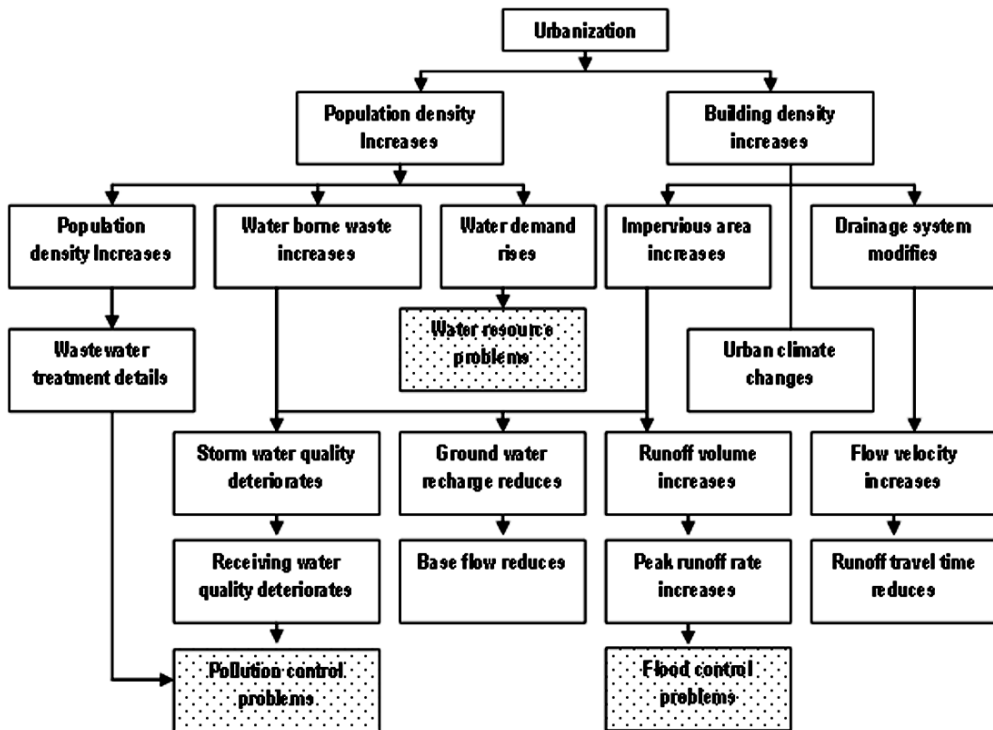 Urbanization
Population density
Increases
Building density
increases
Population
density Increases
Water borne waste
increases
Water demand
rises
Impervious area
increases
Drainage system
modifies
Wastewater
treatment details
Water resource
problems
Urban climate
changes
Storm water quality
deteriorates
Ground water
recharge reduces
Runoff volume
increases
Flow velocity
increases
Receiving water
quality deteriorates
Base flow reduces
Peak runoff rate
increases
Runoff travel time
reduces
Pollution control
problems
Flood control
problems